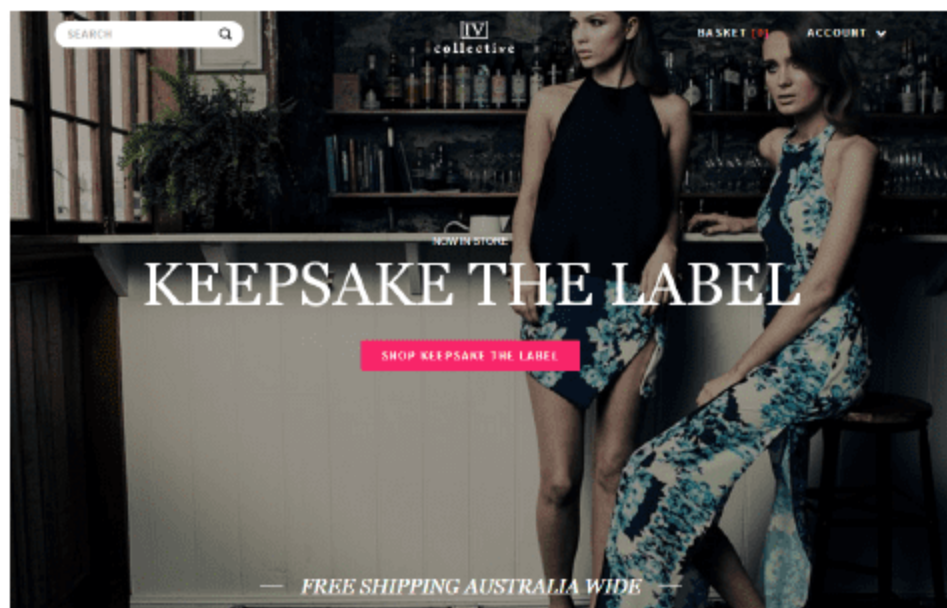 SEARCH
IV
collective
BASKET [0]
ACCOUNT
NOW IN STORE
KEEPSAKE THE LABEL
SHOP KEEPSAKE THE LABEL
FREE SHIPPING AUSTRALIA WIDE